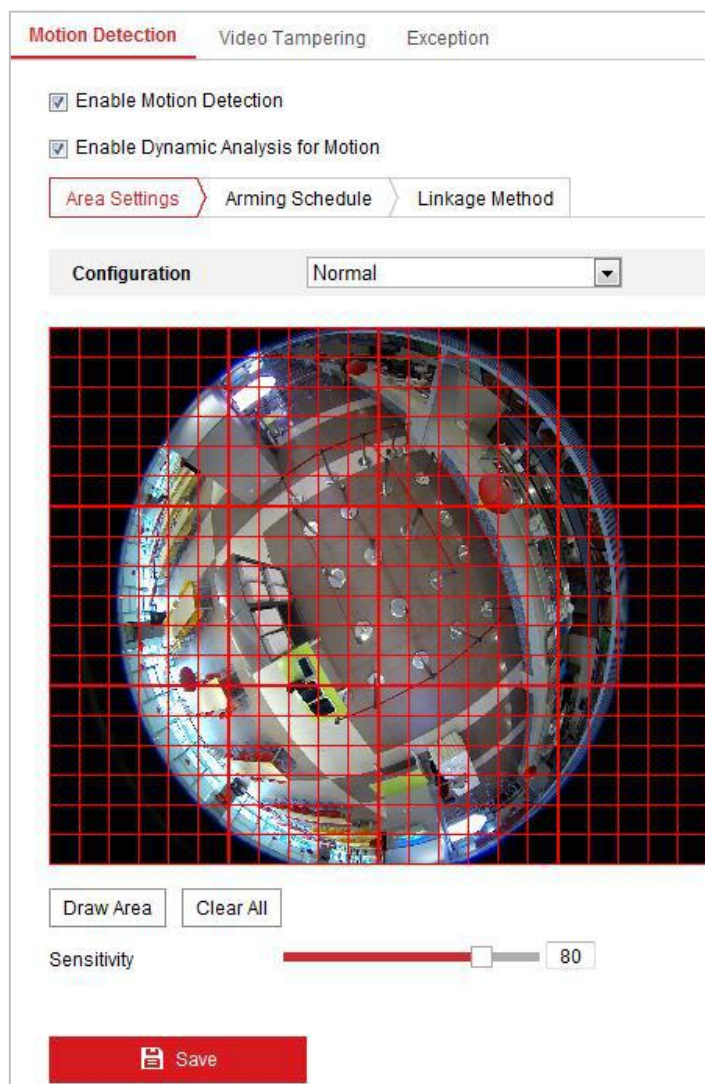 Motion Detection Video Tampering Exception
Enable Motion Detection
Enable Dynamic Analysis for Motion
Area Settings Arming Schedule Linkage Method
Configuration Normal
Draw Area Clear All
Sensitivity 80
Save